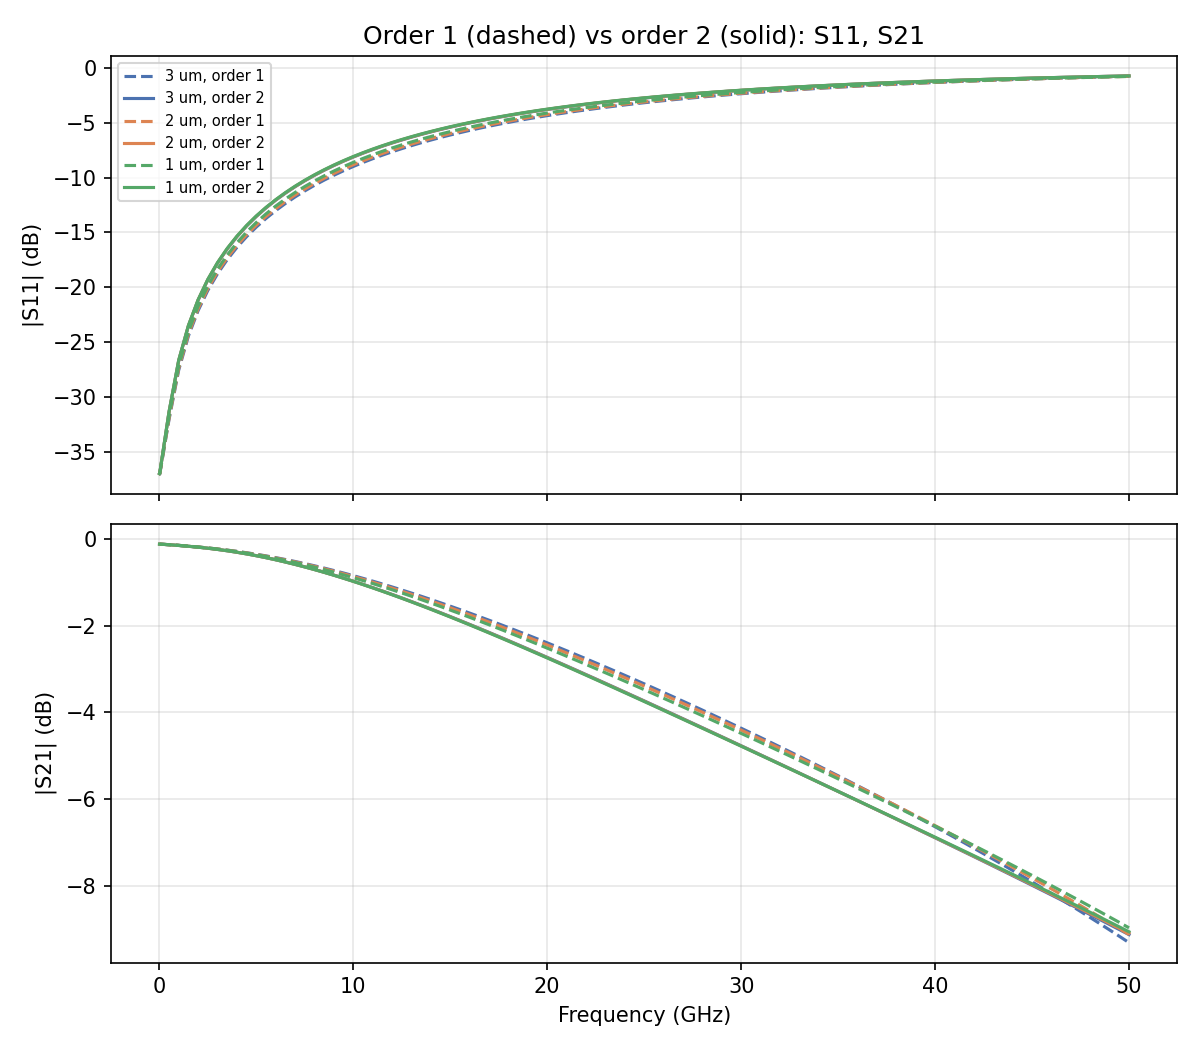 Order 1 (dashed) vs order 2 (solid): S11, S21
0
−5
−10
−15
−20
−25
−30
−35
|S11| (dB)
3 um, order 1
3 um, order 2
2 um, order 1
2 um, order 2
1 um, order 1
1 um, order 2
0
−2
−4
−6
−8
|S21| (dB)
0 10 20 30 40 50
Frequency (GHz)